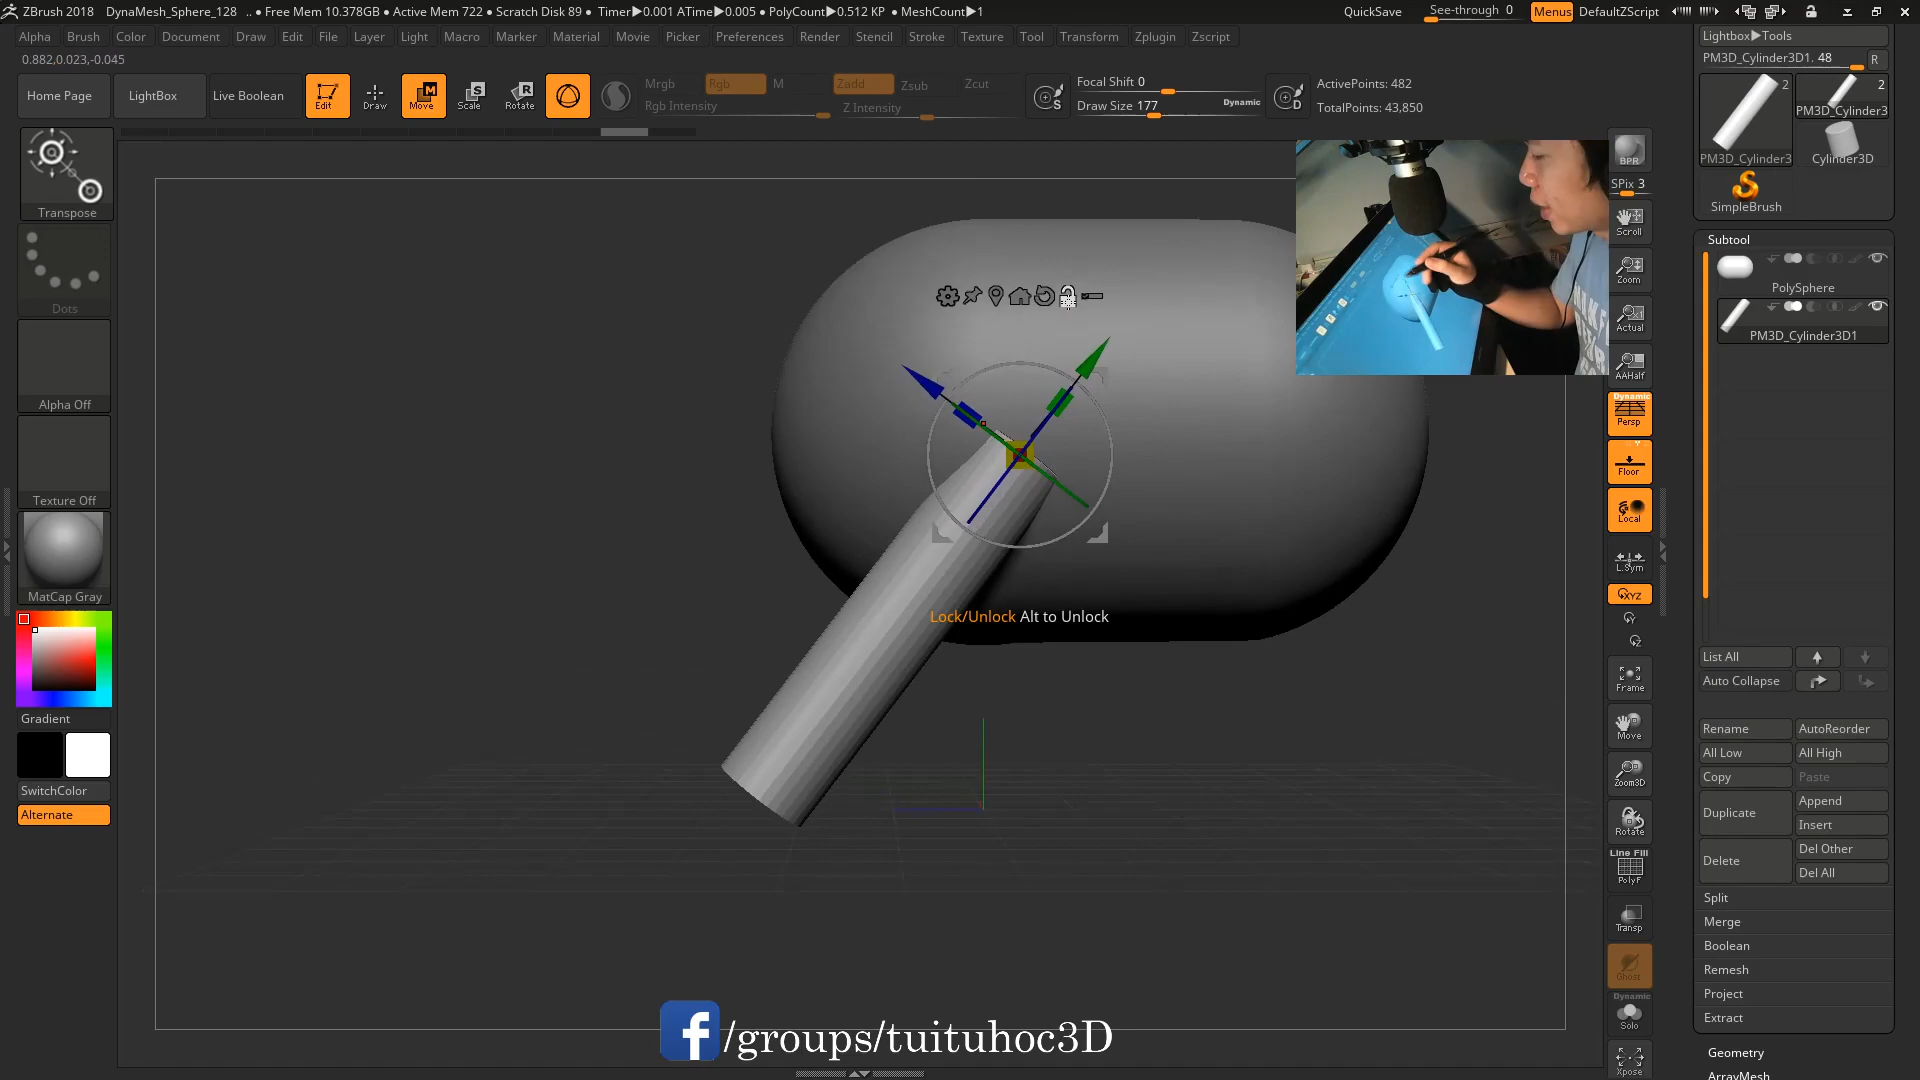 ZBrush 2018 DynaMesh_Sphere_128 .. • Free Mem 10.378GB • Active Mem 722 • Scratch Disk 89 • Timer▶0.001 ATime▶0.005 • PolyCount▶0.512 KP • MeshCount▶1 QuickSave See-through 0 Menus DefaultZScript
Alpha Brush Color Document Draw Edit File Layer Light Macro Marker Material Movie Picker Preferences Render Stencil Stroke Texture Tool Transform Zplugin Zscript
0.882,0.023,-0.045
Home Page LightBox Live Boolean Edit Draw Move Scale Rotate
Mrgb Rgb M Zadd Zsub Zcut
Rgb Intensity Z Intensity
Focal Shift 0
Draw Size 177 Dynamic
ActivePoints: 482
TotalPoints: 43,850
Transpose
Dots
Alpha Off
Texture Off
MatCap Gray
Gradient
SwitchColor
Alternate
Lock/Unlock Alt to Unlock
/groups/tuituhoc3D
BPR
SPix 3
Scroll
Zoom
Actual
AAHalf
Dynamic
Persp
Floor
Local
L.Sym
XYZ
Frame
Move
Zoom3D
Rotate
Line Fill
PolyF
Transp
Ghost
Dynamic
Solo
Xpose
Lightbox▶Tools
PM3D_Cylinder3D1. 48 R
2 2
PM3D_Cylinder3
PM3D_Cylinder3 Cylinder3D
SimpleBrush
Subtool
PolySphere
PM3D_Cylinder3D1
List All
Auto Collapse
Rename AutoReorder
All Low All High
Copy Paste
Duplicate Append
Insert
Delete Del Other
Del All
Split
Merge
Boolean
Remesh
Project
Extract
Geometry
ArrayMesh